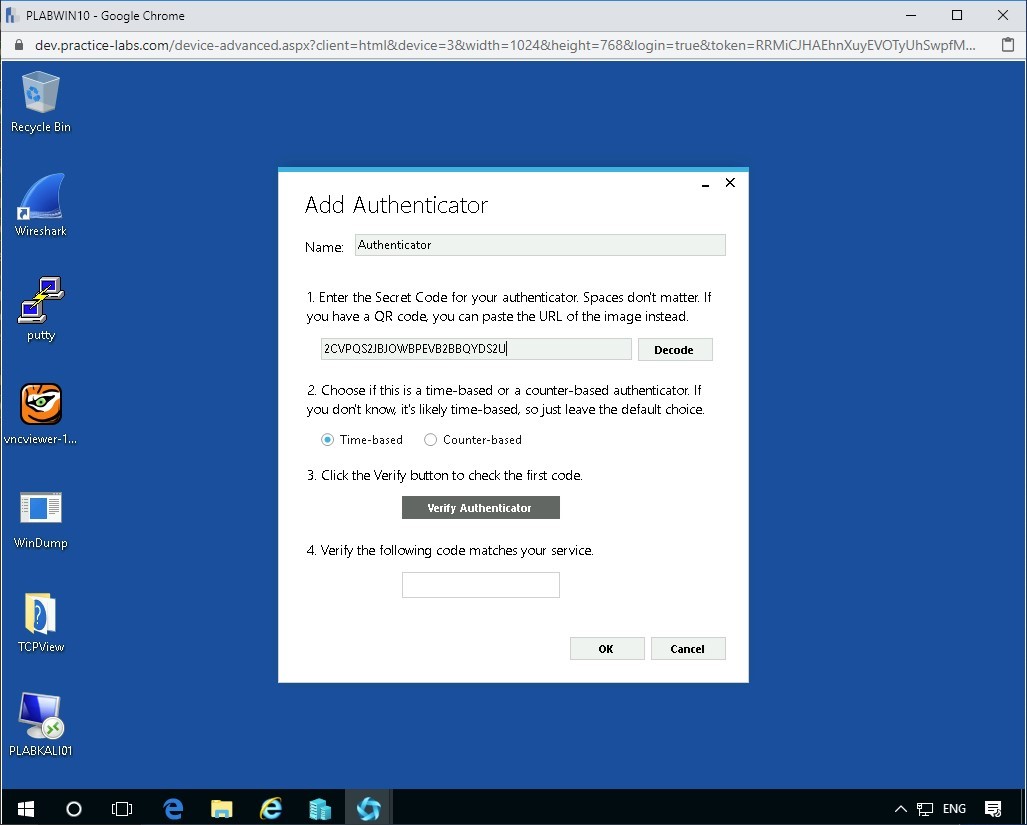 PLABWIN10 - Google Chrome
dev.practice-labs.com/device-advanced.aspx?client=html&device=3&width=1024&height=768&login=true&token=RRMiCJHAEhnXuyEVOTyUhSwpfM...
Recycle Bin
Wireshark
putty
vncviewer-1...
WinDump
TCPView
PLABKALI01
Add Authenticator
Name: Authenticator
1. Enter the Secret Code for your authenticator. Spaces don't matter. If
you have a QR code, you can paste the URL of the image instead.
2CVPQS2JBJOWBPEVB2BBQYDS2U Decode
2. Choose if this is a time-based or a counter-based authenticator. If
you don't know, it's likely time-based, so just leave the default choice.
Time-based Counter-based
3. Click the Verify button to check the first code.
Verify Authenticator
4. Verify the following code matches your service.
OK Cancel
ENG